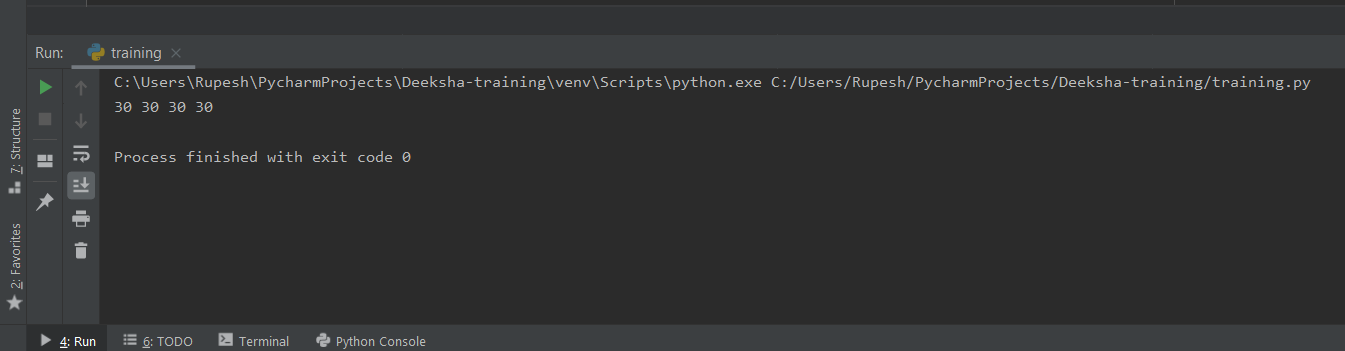 Run: training
C:\Users\Rupesh\PycharmProjects\Deeksha-training\venv\Scripts\python.exe C:/Users/Rupesh/PycharmProjects/Deeksha-training/training.py
30 30 30 30
Process finished with exit code 0
7: Structure
2: Favorites
4: Run 6: TODO Terminal Python Console